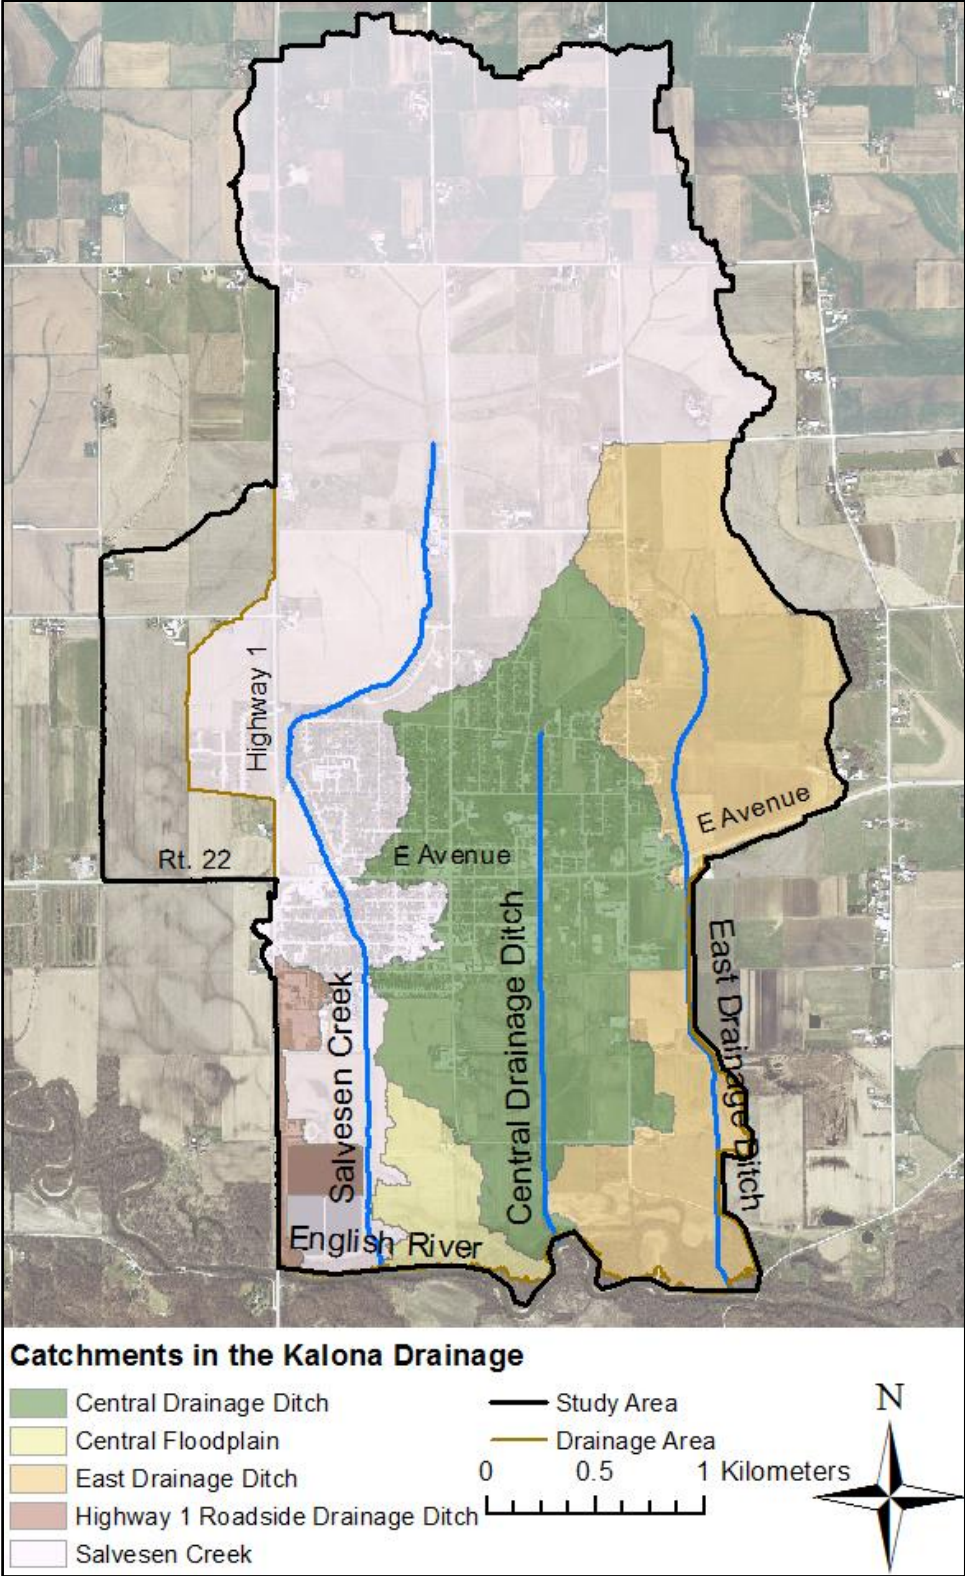 Highway 1
E Avenue
Rt. 22
E Avenue
Salvesen Creek
Central Drainage Ditch
East Drainage Ditch
English River
Catchments in the Kalona Drainage
Central Drainage Ditch
Central Floodplain
East Drainage Ditch
Highway 1 Roadside Drainage Ditch
Salvesen Creek
Study Area
Drainage Area
0 0.5 1 Kilometers
N